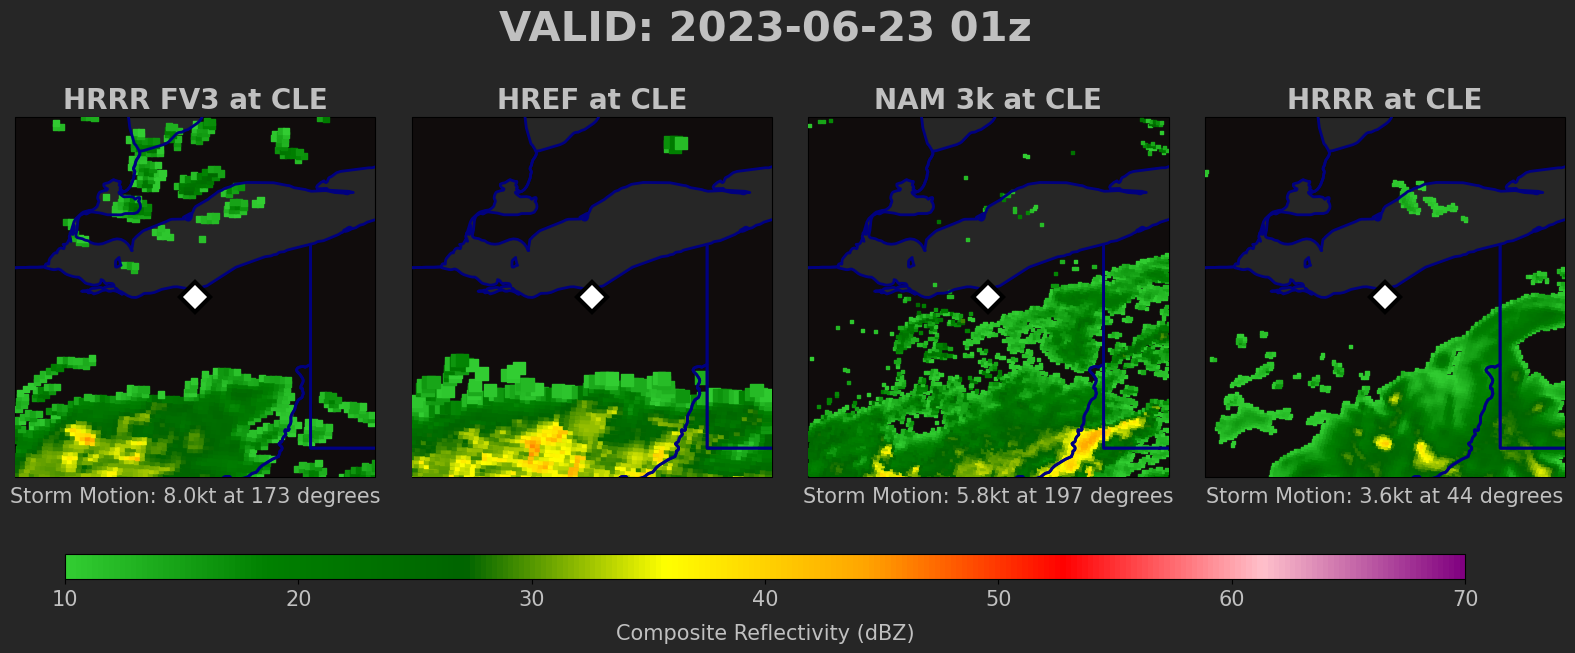 VALID: 2023-06-23 01z
HRRR FV3 at CLE
HREF at CLE
NAM 3k at CLE
HRRR at CLE
Storm Motion: 8.0kt at 173 degrees
Storm Motion: 5.8kt at 197 degrees
Storm Motion: 3.6kt at 44 degrees
10 20 30 40 50 60 70
Composite Reflectivity (dBZ)